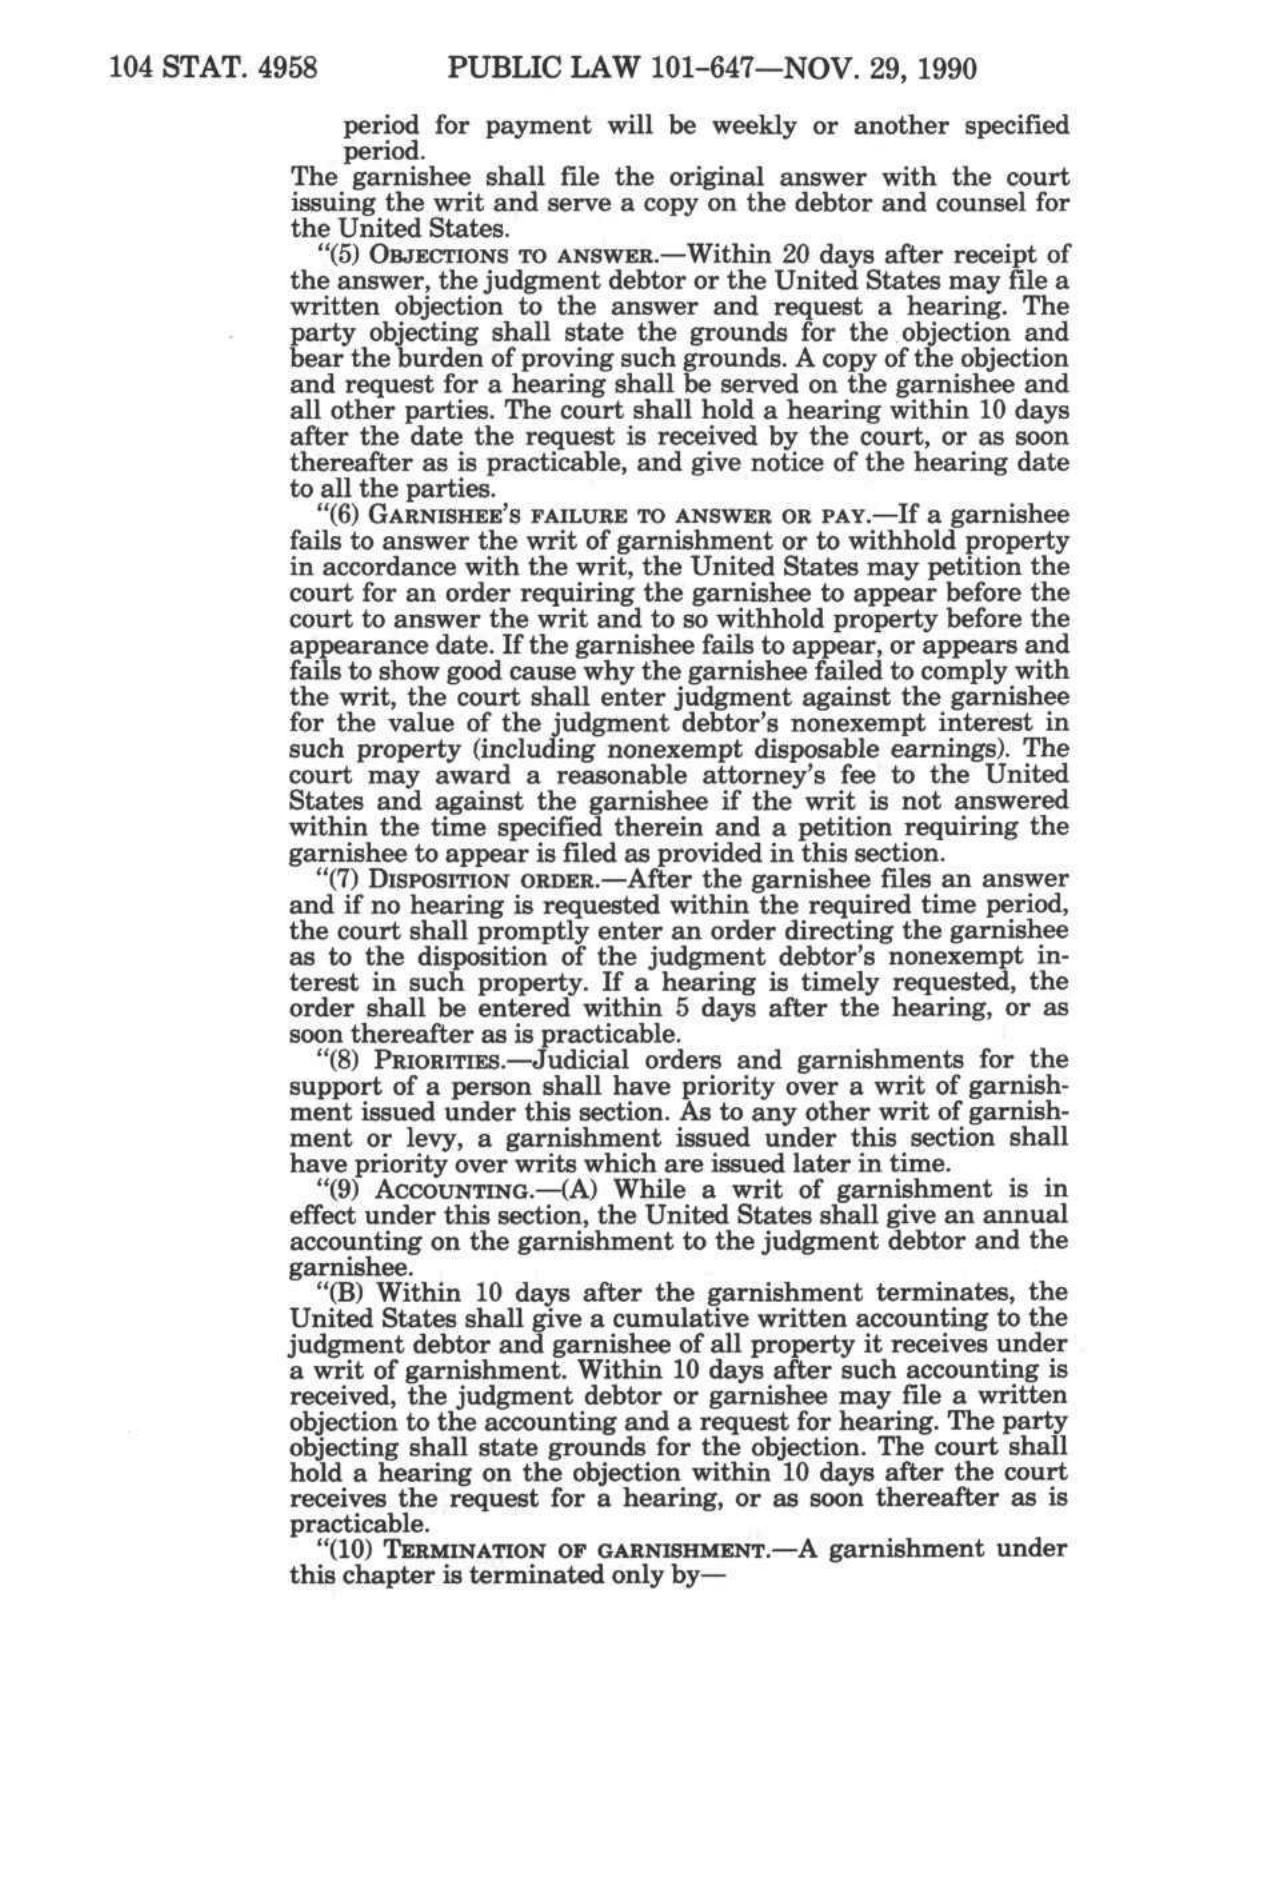 104 STAT. 4958 PUBLIC LAW 101–647—NOV. 29, 1990
period for payment will be weekly or another specified
period.
The garnishee shall file the original answer with the court
issuing the writ and serve a copy on the debtor and counsel for
the United States.
“(5) OBJECTIONS TO ANSWER.—Within 20 days after receipt of
the answer, the judgment debtor or the United States may file a
written objection to the answer and request a hearing. The
party objecting shall state the grounds for the objection and
bear the burden of proving such grounds. A copy of the objection
and request for a hearing shall be served on the garnishee and
all other parties. The court shall hold a hearing within 10 days
after the date the request is received by the court, or as soon
thereafter as is practicable, and give notice of the hearing date
to all the parties.
“(6) GARNISHEE'S FAILURE TO ANSWER OR PAY.—If a garnishee
fails to answer the writ of garnishment or to withhold property
in accordance with the writ, the United States may petition the
court for an order requiring the garnishee to appear before the
court to answer the writ and to so withhold property before the
appearance date. If the garnishee fails to appear, or appears and
fails to show good cause why the garnishee failed to comply with
the writ, the court shall enter judgment against the garnishee
for the value of the judgment debtor's nonexempt interest in
such property (including nonexempt disposable earnings). The
court may award a reasonable attorney's fee to the United
States and against the garnishee if the writ is not answered
within the time specified therein and a petition requiring the
garnishee to appear is filed as provided in this section.
“(7) DISPOSITION ORDER.—After the garnishee files an answer
and if no hearing is requested within the required time period,
the court shall promptly enter an order directing the garnishee
as to the disposition of the judgment debtor's nonexempt in-
terest in such property. If a hearing is timely requested, the
order shall be entered within 5 days after the hearing, or as
soon thereafter as is practicable.
“(8) PRIORITIES.—Judicial orders and garnishments for the
support of a person shall have priority over a writ of garnish-
ment issued under this section. As to any other writ of garnish-
ment or levy, a garnishment issued under this section shall
have priority over writs which are issued later in time.
“(9) ACCOUNTING.—(A) While a writ of garnishment is in
effect under this section, the United States shall give an annual
accounting on the garnishment to the judgment debtor and the
garnishee.
“(B) Within 10 days after the garnishment terminates, the
United States shall give a cumulative written accounting to the
judgment debtor and garnishee of all property it receives under
a writ of garnishment. Within 10 days after such accounting is
received, the judgment debtor or garnishee may file a written
objection to the accounting and a request for hearing. The party
objecting shall state grounds for the objection. The court shall
hold a hearing on the objection within 10 days after the court
receives the request for a hearing, or as soon thereafter as is
practicable.
“(10) TERMINATION OF GARNISHMENT.—A garnishment under
this chapter is terminated only by—